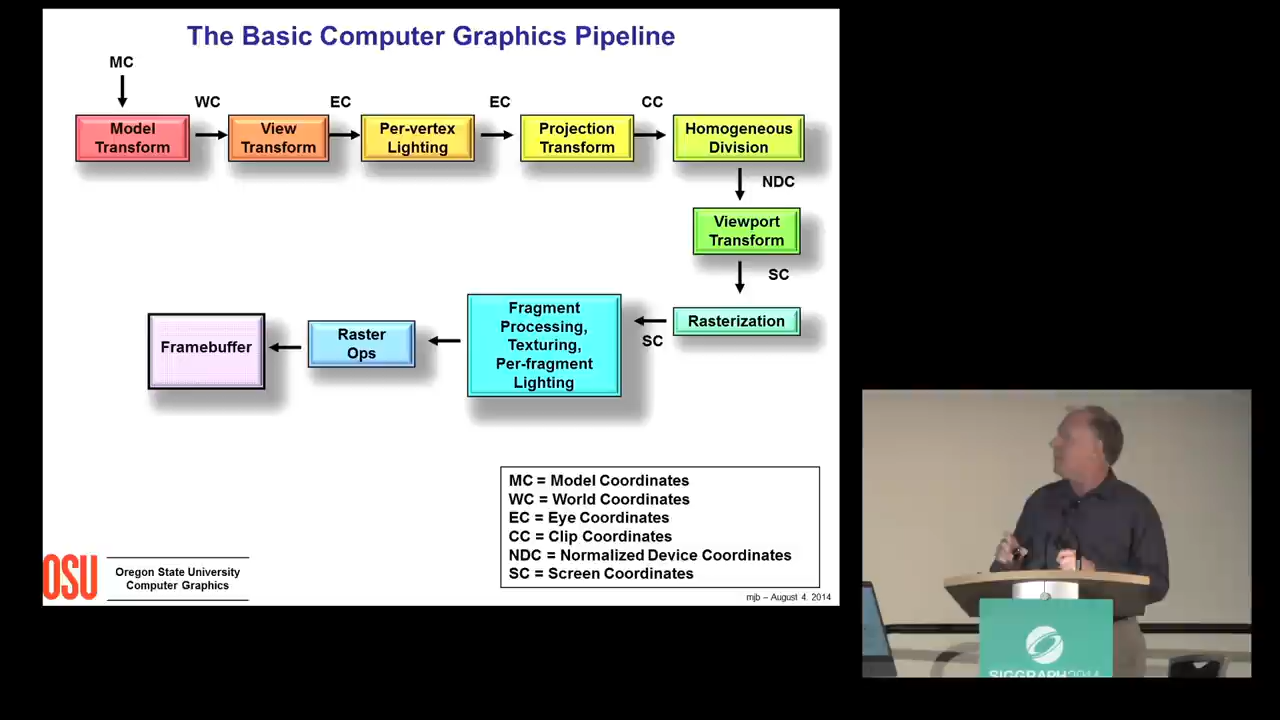 The Basic Computer Graphics Pipeline
MC
WC
EC
EC
CC
Model
Transform
View
Transform
Per-vertex
Lighting
Projection
Transform
Homogeneous
Division
NDC
Viewport
Transform
SC
Rasterization
SC
Fragment
Processing,
Texturing,
Per-fragment
Lighting
Raster
Ops
Framebuffer
MC = Model Coordinates
WC = World Coordinates
EC = Eye Coordinates
CC = Clip Coordinates
NDC = Normalized Device Coordinates
SC = Screen Coordinates
OSU
Oregon State University
Computer Graphics
mjb – August 4, 2014
SIGGRAPH2014